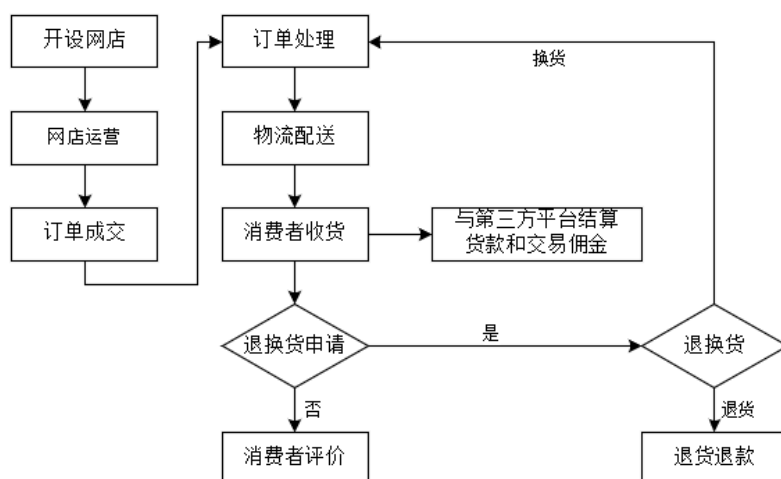 开设网店
网店运营
订单成交
订单处理
换货
物流配送
消费者收货
与第三方平台结算
货款和交易佣金
退换货申请
是
退换货
否
退货
消费者评价
退货退款